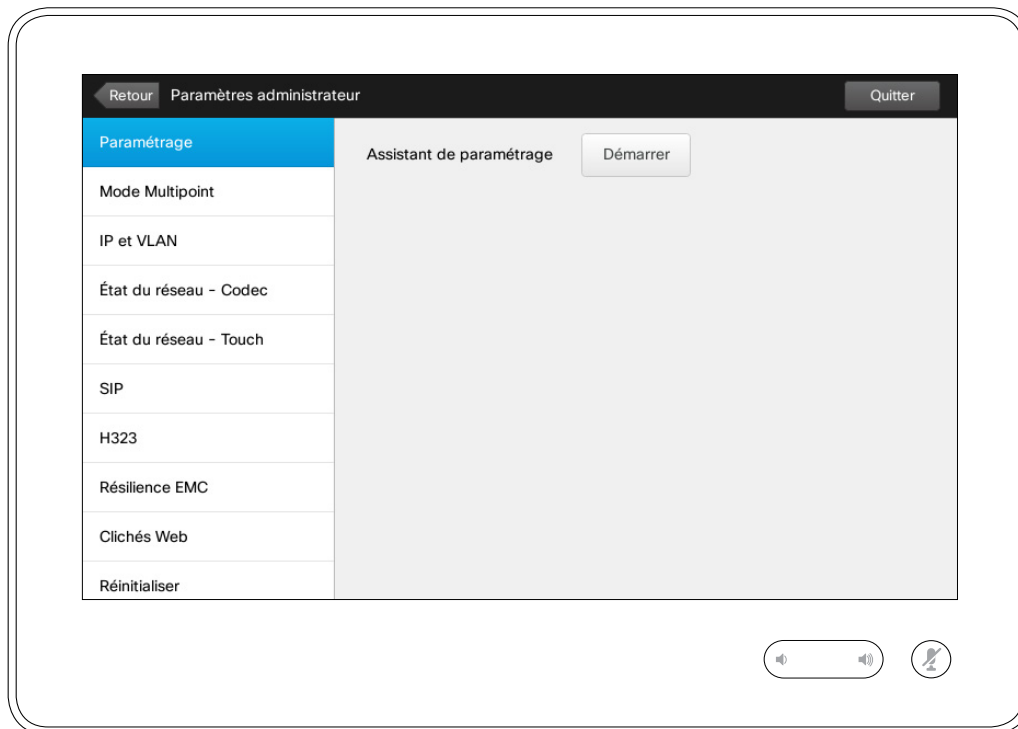 Retour Paramètres administrateur Quitter
Paramétrage
Assistant de paramétrage Démarrer
Mode Multipoint
IP et VLAN
État du réseau - Codec
État du réseau - Touch
SIP
H323
Résilience EMC
Clichés Web
Réinitialiser